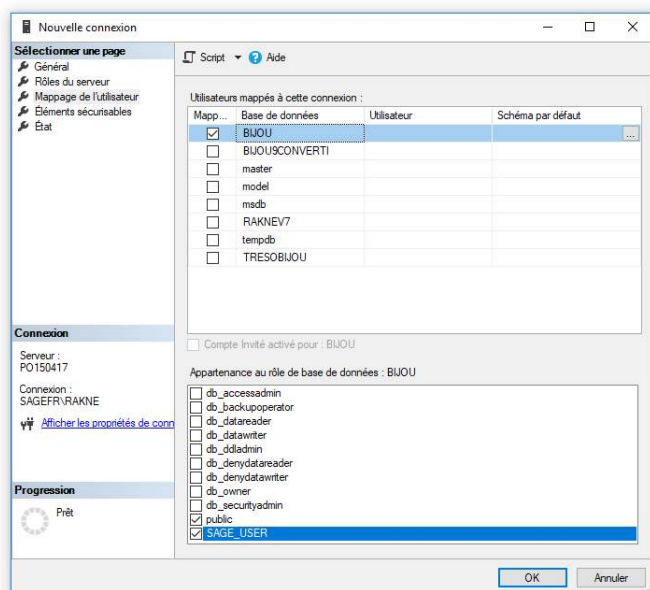 Nouvelle connexion
Sélectionner une page
Général
Rôles du serveur
Mappage de l'utilisateur
Éléments sécurisables
État
Script
Aide
Utilisateurs mappés à cette connexion :
Mapp... Base de données Utilisateur Schéma par défaut
BIJOU ...
BIJOU9CONVERTI
master
model
msdb
RAKNEV7
tempdb
TRESOBIJOU
Compte Invité activé pour : BIJOU
Appartenance au rôle de base de données : BIJOU
db_accessadmin
db_backupoperator
db_datareader
db_datawriter
db_ddladmin
db_denydatareader
db_denydatawriter
db_owner
db_securityadmin
public
SAGE_USER
Connexion
Serveur :
PO150417
Connexion :
SAGEFR\RAKNE
Afficher les propriétés de conn
Progression
Prêt
OK Annuler